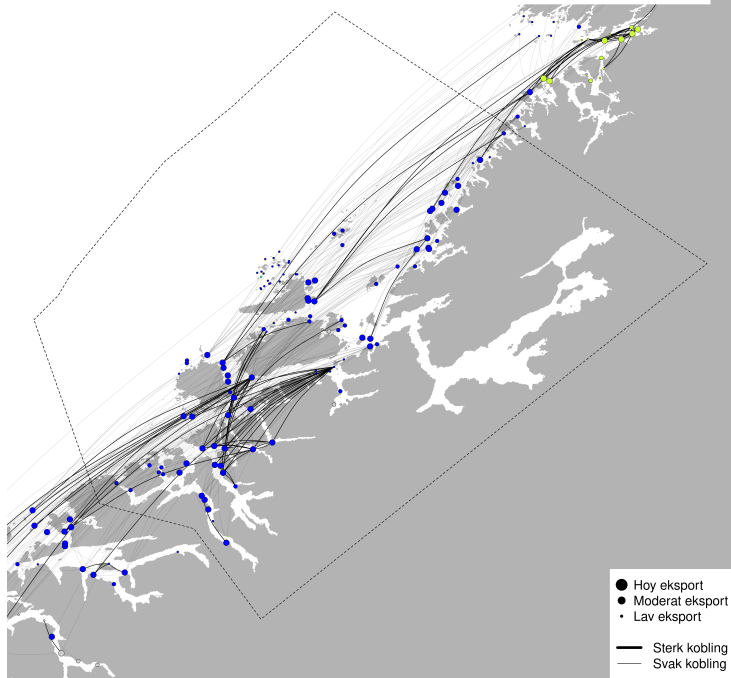 Hoy eksport
Moderat eksport
Lav eksport
Sterk kobling
Svak kobling